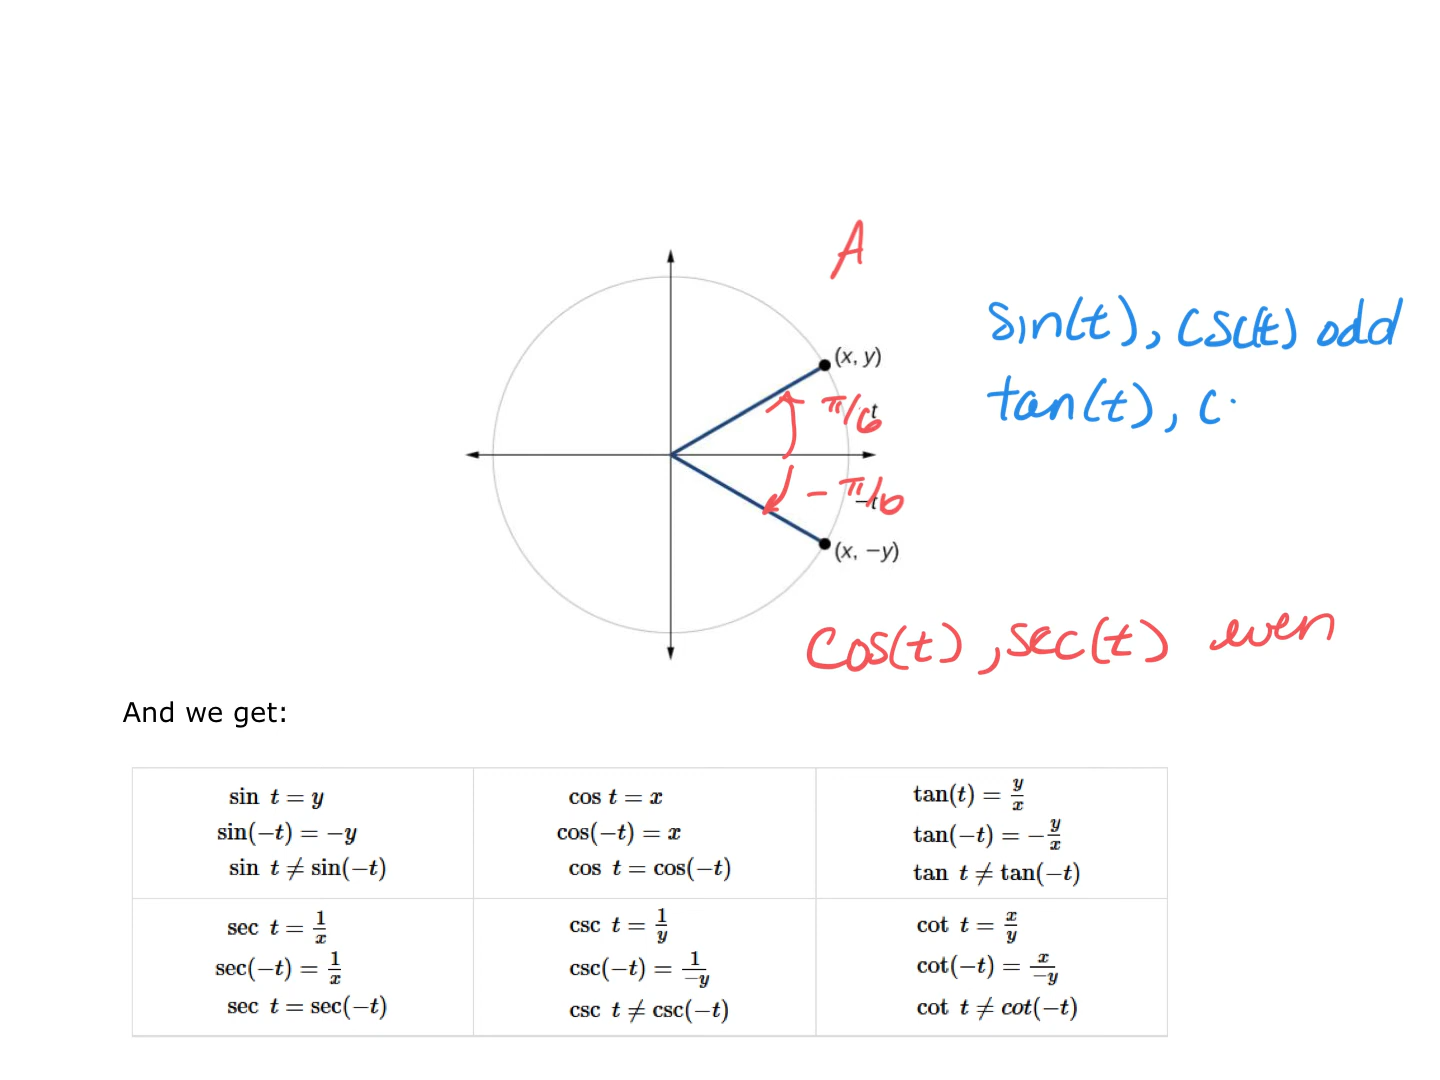 A
sin(t), csc(t) odd
(x, y)
π/6 t
tan(t), c
-π/6 -t
(x, −y)
cos(t), sec(t) even
And we get:
sin t = y
sin(−t) = −y
sin t ≠ sin(−t)
cos t = x
cos(−t) = x
cos t = cos(−t)
tan(t) = y/x
tan(−t) = −y/x
tan t ≠ tan(−t)
sec t = 1/x
sec(−t) = 1/x
sec t = sec(−t)
csc t = 1/y
csc(−t) = 1/−y
csc t ≠ csc(−t)
cot t = x/y
cot(−t) = x/−y
cot t ≠ cot(−t)